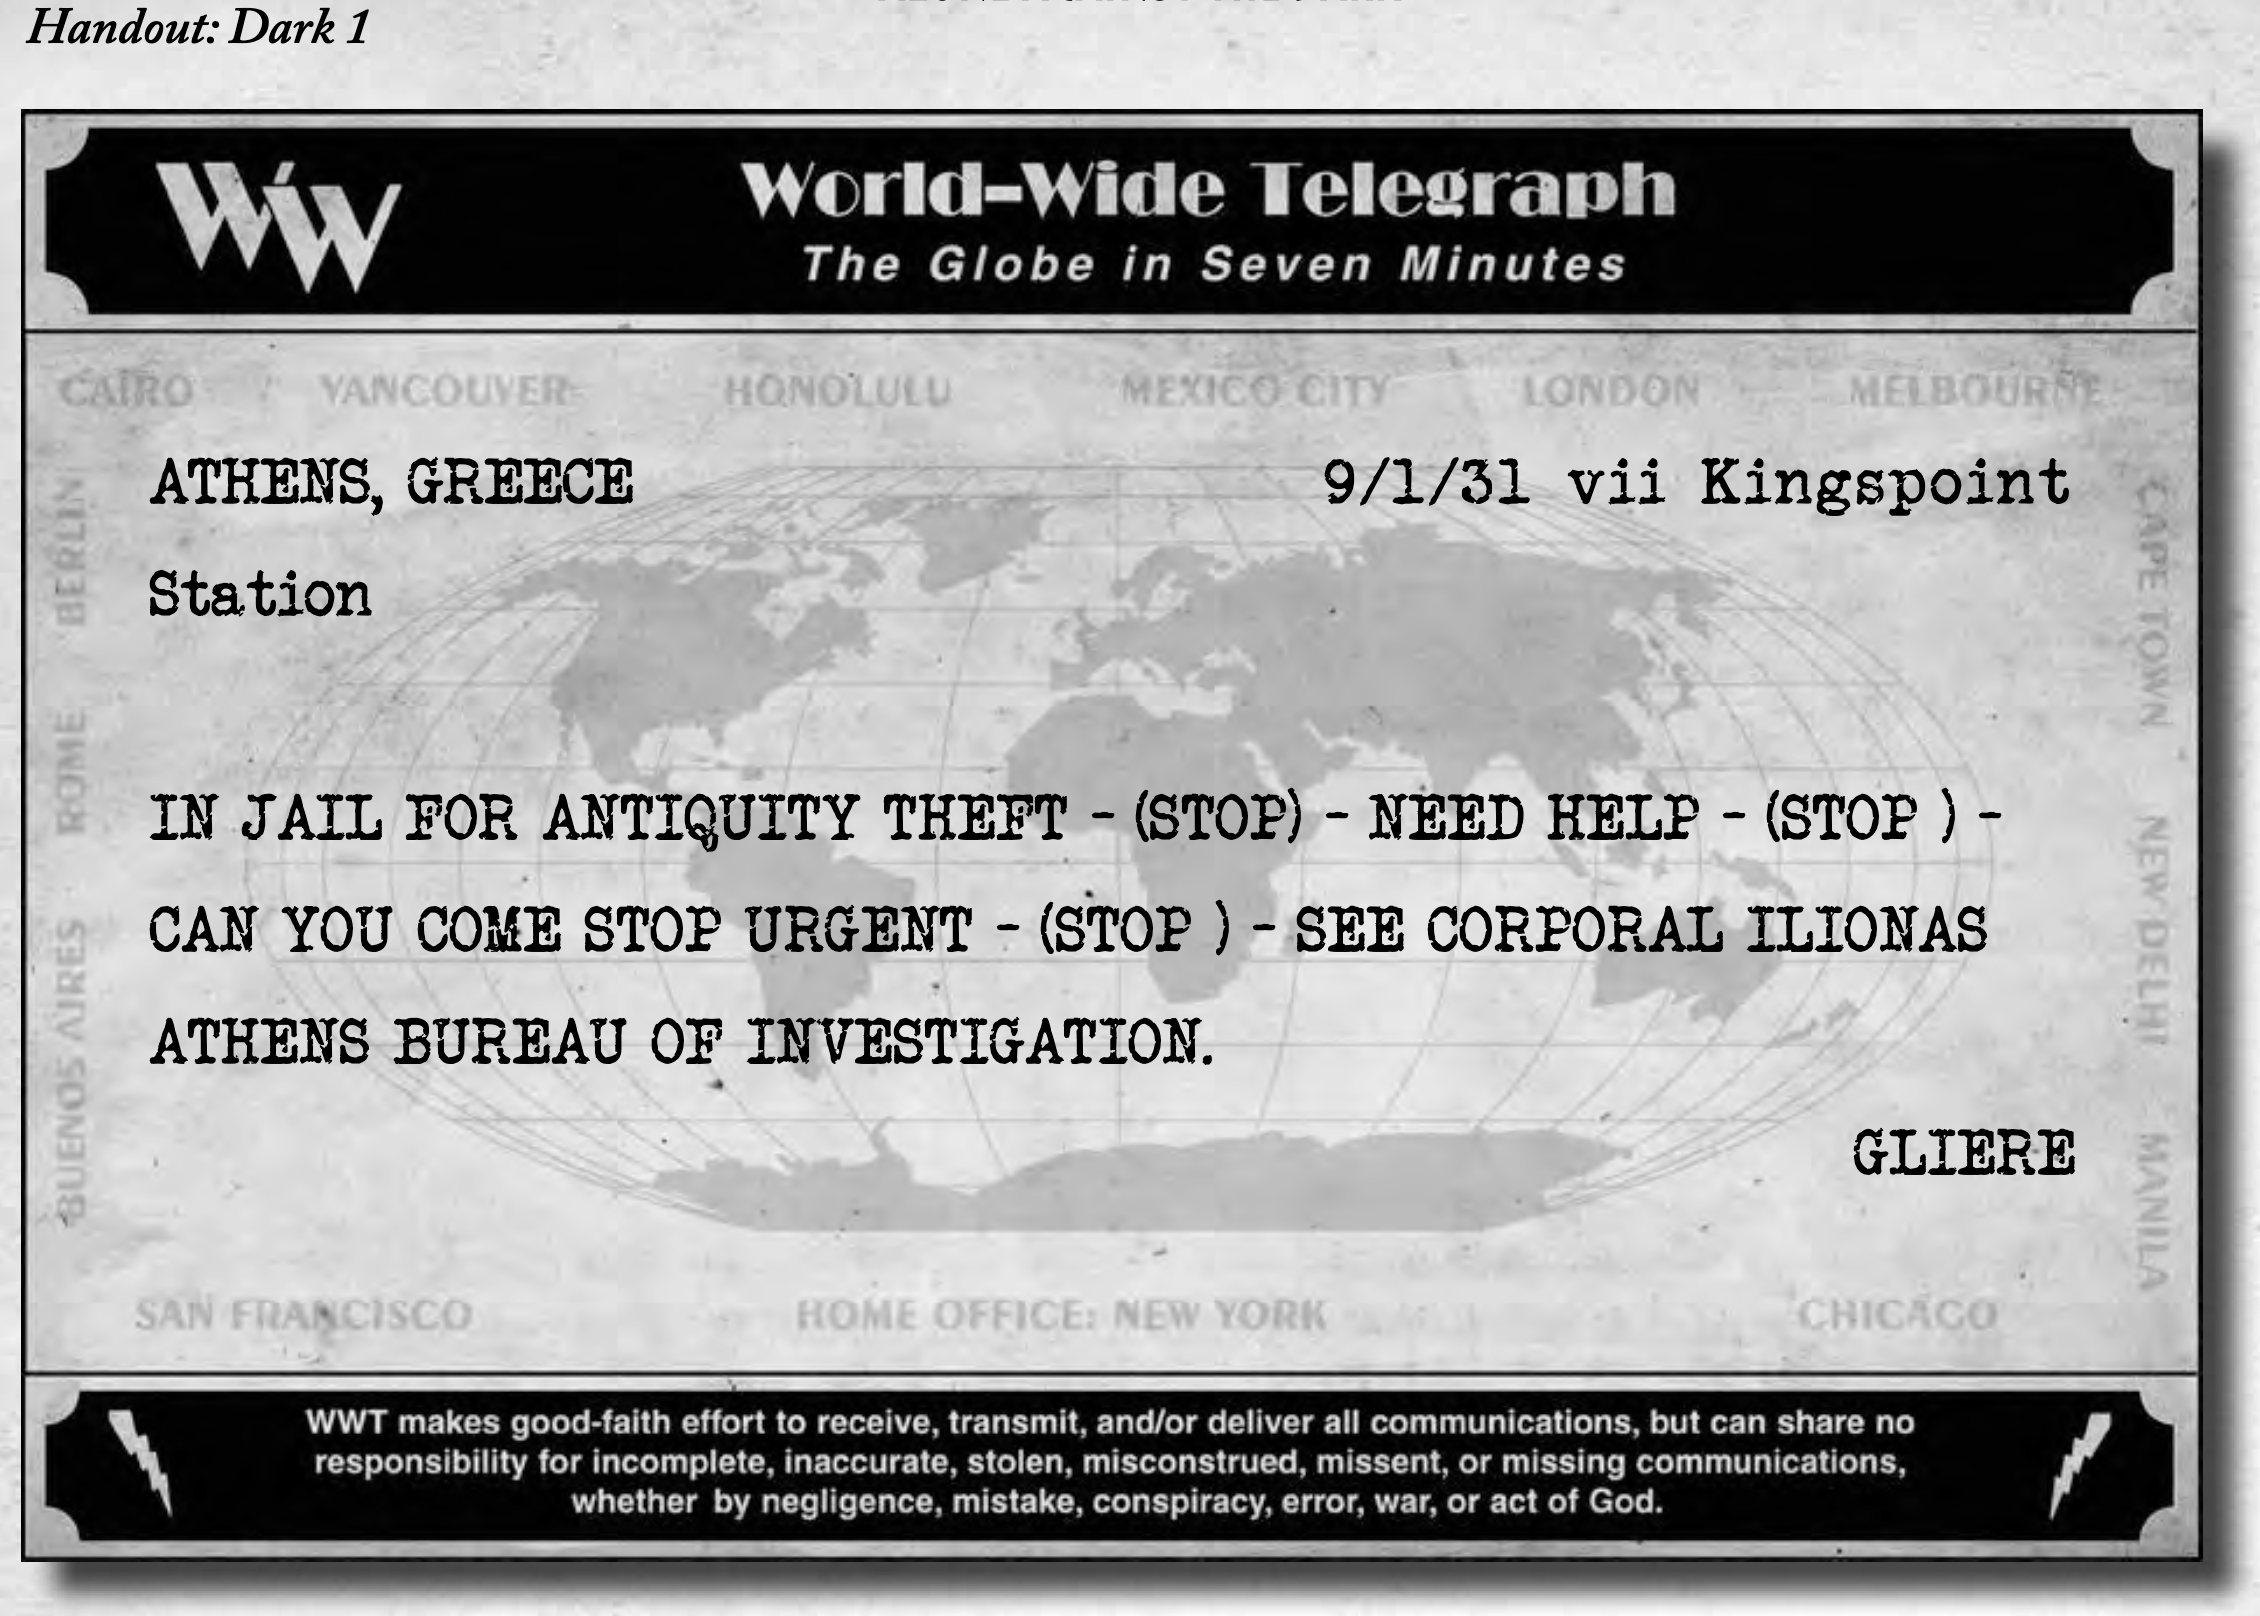 Handout: Dark 1
WW
World-Wide Telegraph
The Globe in Seven Minutes
CAIRO VANCOUVER HONOLULU MEXICO CITY LONDON MELBOURNE
ATHENS, GREECE 9/1/31 vii Kingspoint
Station
IN JAIL FOR ANTIQUITY THEFT - (STOP) - NEED HELP - (STOP ) -
CAN YOU COME STOP URGENT - (STOP ) - SEE CORPORAL ILIONAS
ATHENS BUREAU OF INVESTIGATION.
GLIERE
BUENOS AIRES ROME BERLIN
CAPE TOWN NEW DELHI MANILA
SAN FRANCISCO HOME OFFICE: NEW YORK CHICAGO
WWT makes good-faith effort to receive, transmit, and/or deliver all communications, but can share no
responsibility for incomplete, inaccurate, stolen, misconstrued, missent, or missing communications,
whether by negligence, mistake, conspiracy, error, war, or act of God.